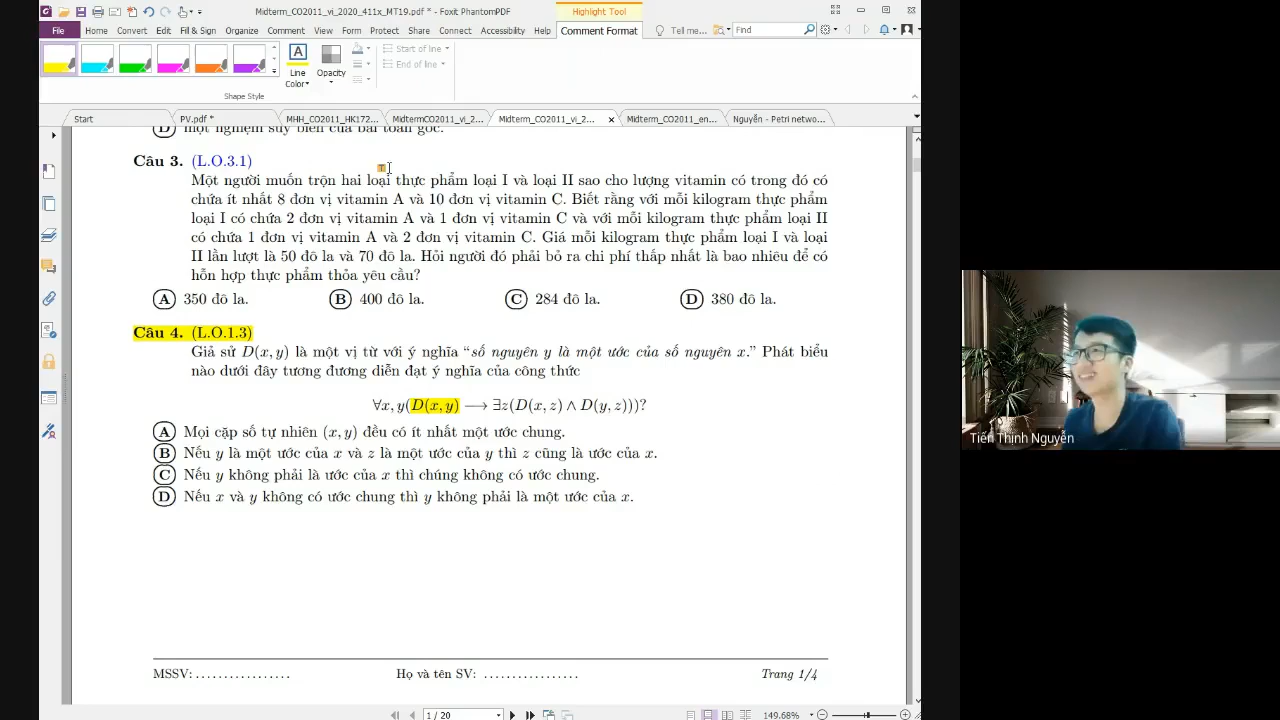 Midterm_CO2011_vi_2020_411x_MT19.pdf * - Foxit PhantomPDF
Highlight Tool
File Home Convert Edit Fill & Sign Organize Comment View Form Protect Share Connect Accessibility Help Comment Format Tell me... Find
Line Color
Opacity
Start of line
End of line
Shape Style
Start PV.pdf * MHH_CO2011_HK172... MidtermCO2011_vi_2... Midterm_CO2011_vi_2... Midterm_CO2011_en... Nguyễn - Petri netwo...
D một nghiệm suy biến của bài toán gốc.
Câu 3. (L.O.3.1)
Một người muốn trộn hai loại thực phẩm loại I và loại II sao cho lượng vitamin có trong đó có
chứa ít nhất 8 đơn vị vitamin A và 10 đơn vị vitamin C. Biết rằng với mỗi kilogram thực phẩm
loại I có chứa 2 đơn vị vitamin A và 1 đơn vị vitamin C và với mỗi kilogram thực phẩm loại II
có chứa 1 đơn vị vitamin A và 2 đơn vị vitamin C. Giá mỗi kilogram thực phẩm loại I và loại
II lần lượt là 50 đô la và 70 đô la. Hỏi người đó phải bỏ ra chi phí thấp nhất là bao nhiêu để có
hỗn hợp thực phẩm thỏa yêu cầu?
A 350 đô la. B 400 đô la. C 284 đô la. D 380 đô la.
Câu 4. (L.O.1.3)
Giả sử D(x, y) là một vị từ với ý nghĩa “số nguyên y là một ước của số nguyên x.” Phát biểu
nào dưới đây tương đương diễn đạt ý nghĩa của công thức
∀x, y(D(x, y) ⟶ ∃z(D(x, z) ∧ D(y, z)))?
A Mọi cặp số tự nhiên (x, y) đều có ít nhất một ước chung.
B Nếu y là một ước của x và z là một ước của y thì z cũng là ước của x.
C Nếu y không phải là ước của x thì chúng không có ước chung.
D Nếu x và y không có ước chung thì y không phải là một ước của x.
Tiến Thịnh Nguyễn
MSSV: ................. Họ và tên SV: ................. Trang 1/4
1 / 20
149.68%